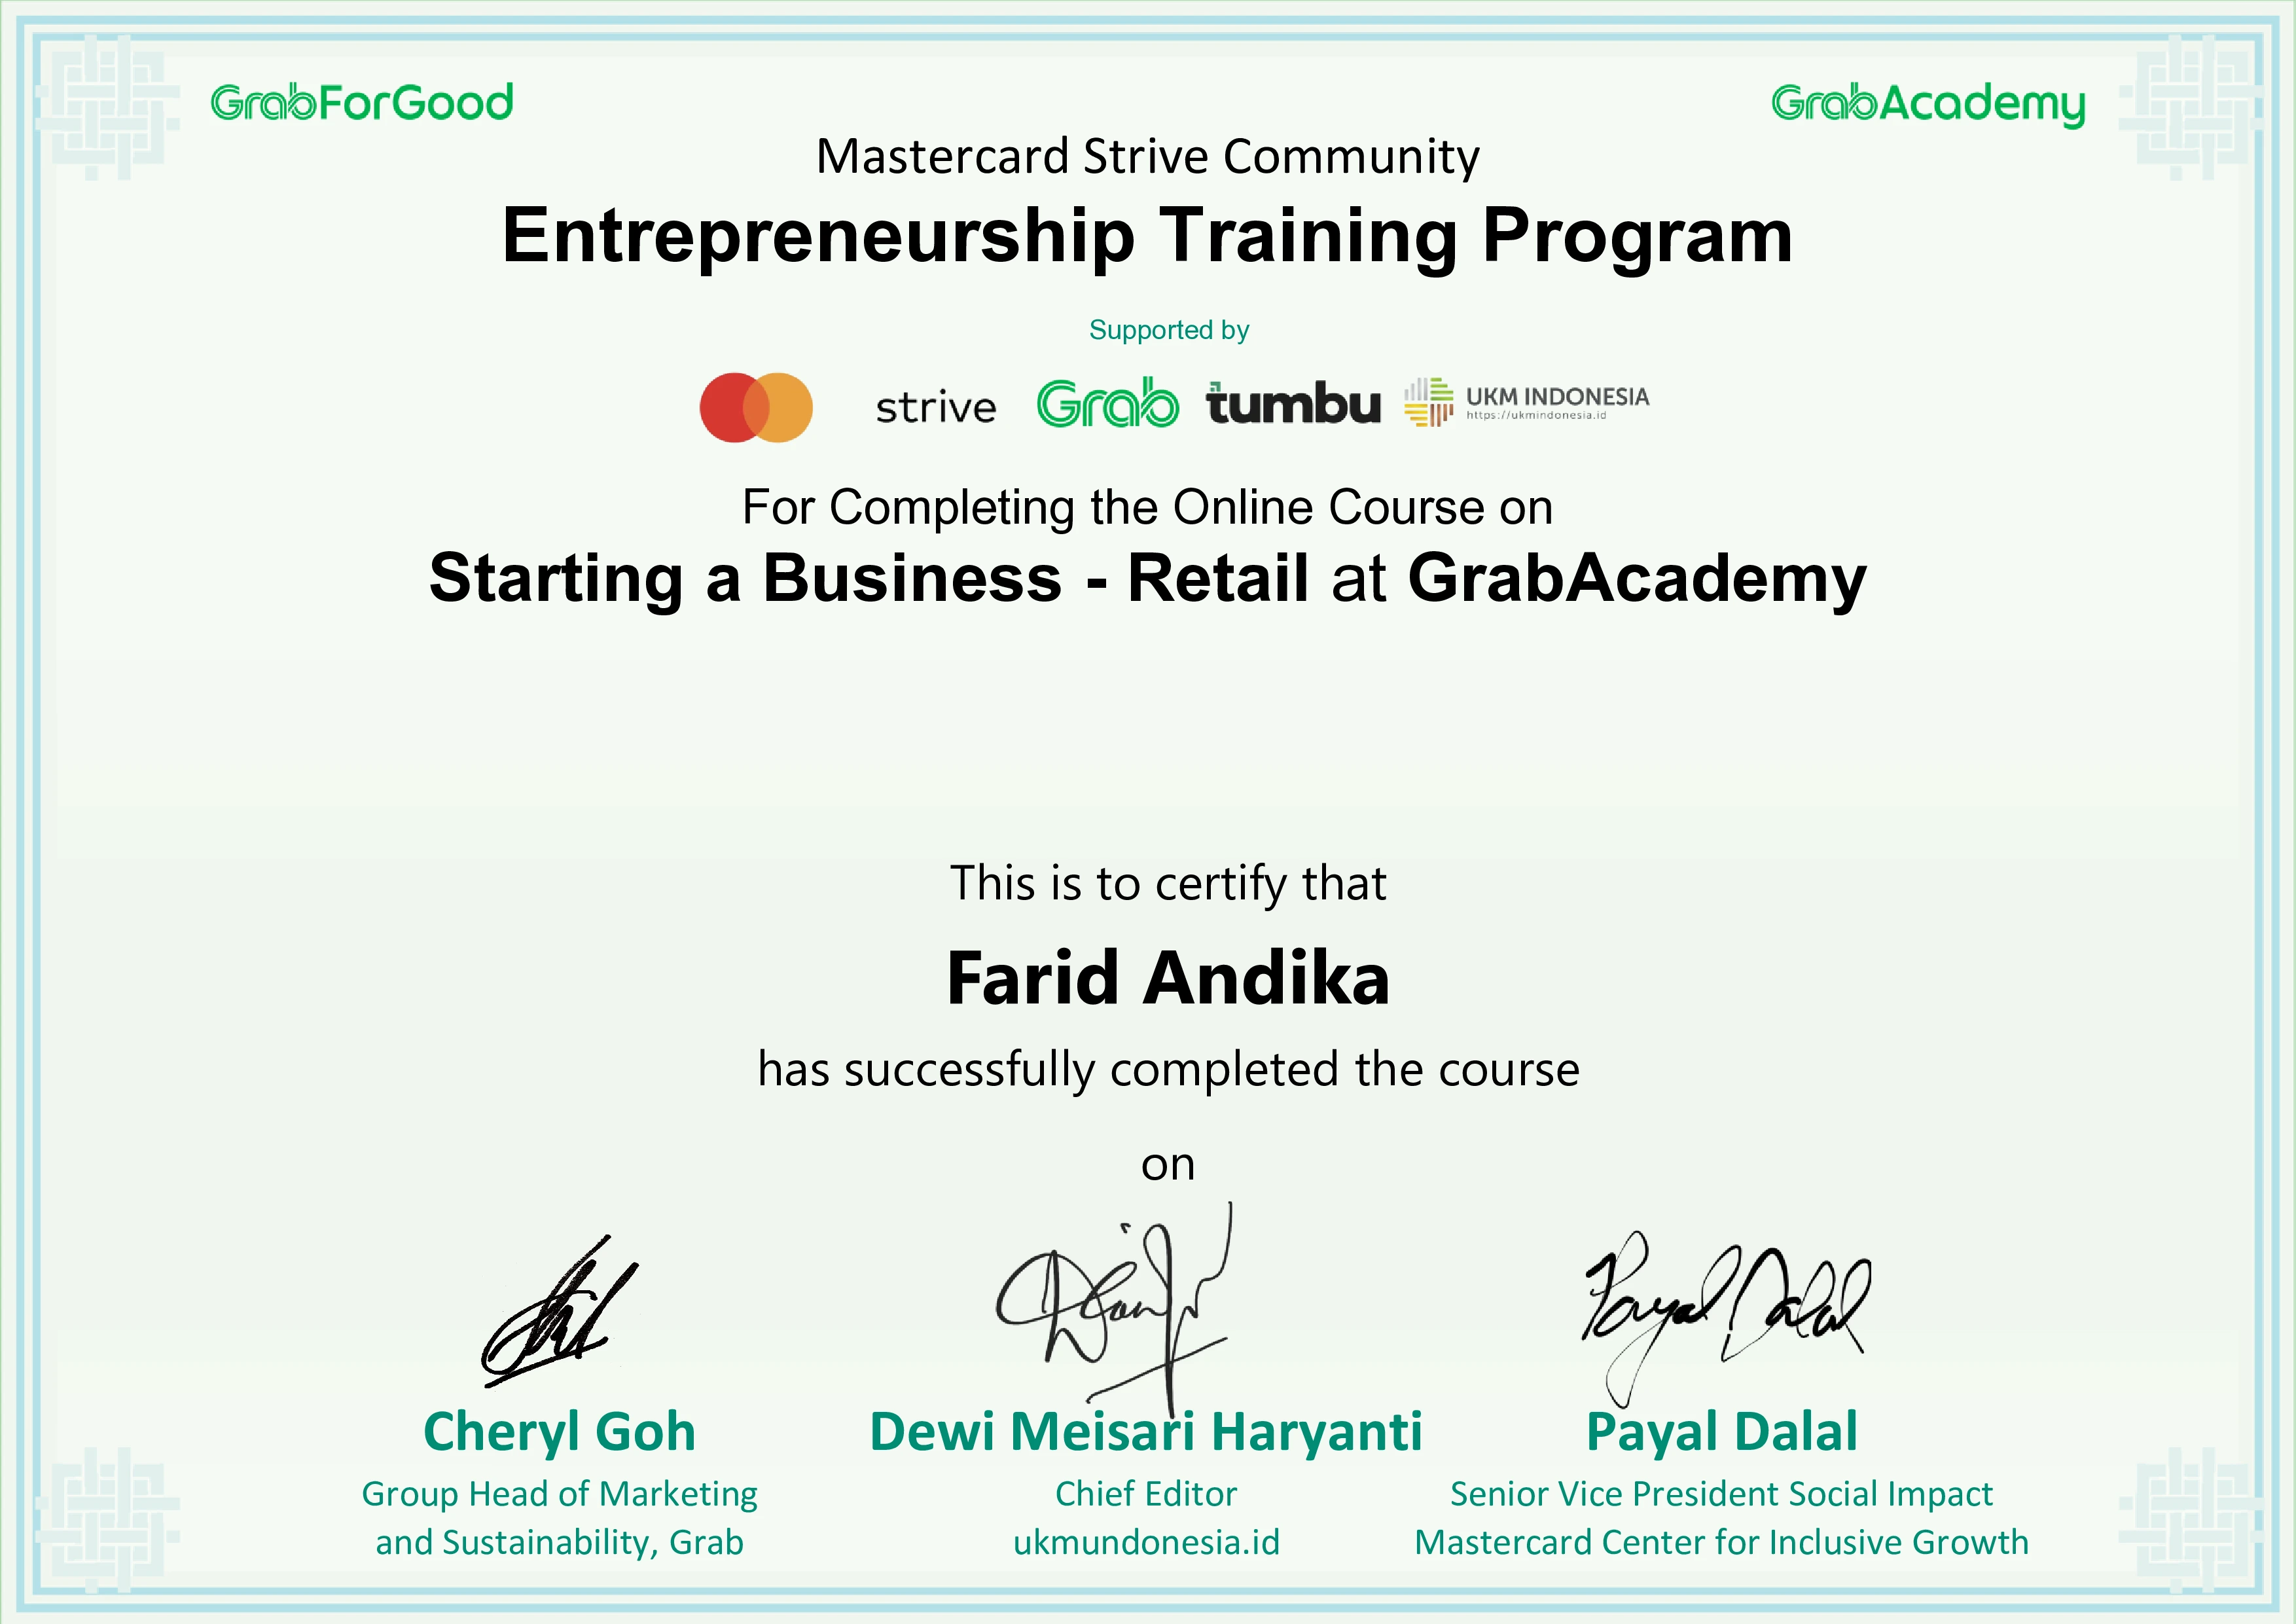 GrabForGood
GrabAcademy
Mastercard Strive Community
Entrepreneurship Training Program
Supported by
strive Grab tumbu UKM INDONESIA
https://ukmindonesia.id
For Completing the Online Course on
Starting a Business - Retail at GrabAcademy
This is to certify that
Farid Andika
has successfully completed the course
on
Payal Dalal
Cheryl Goh Dewi Meisari Haryanti Payal Dalal
Group Head of Marketing Chief Editor Senior Vice President Social Impact
and Sustainability, Grab ukmundonesia.id Mastercard Center for Inclusive Growth